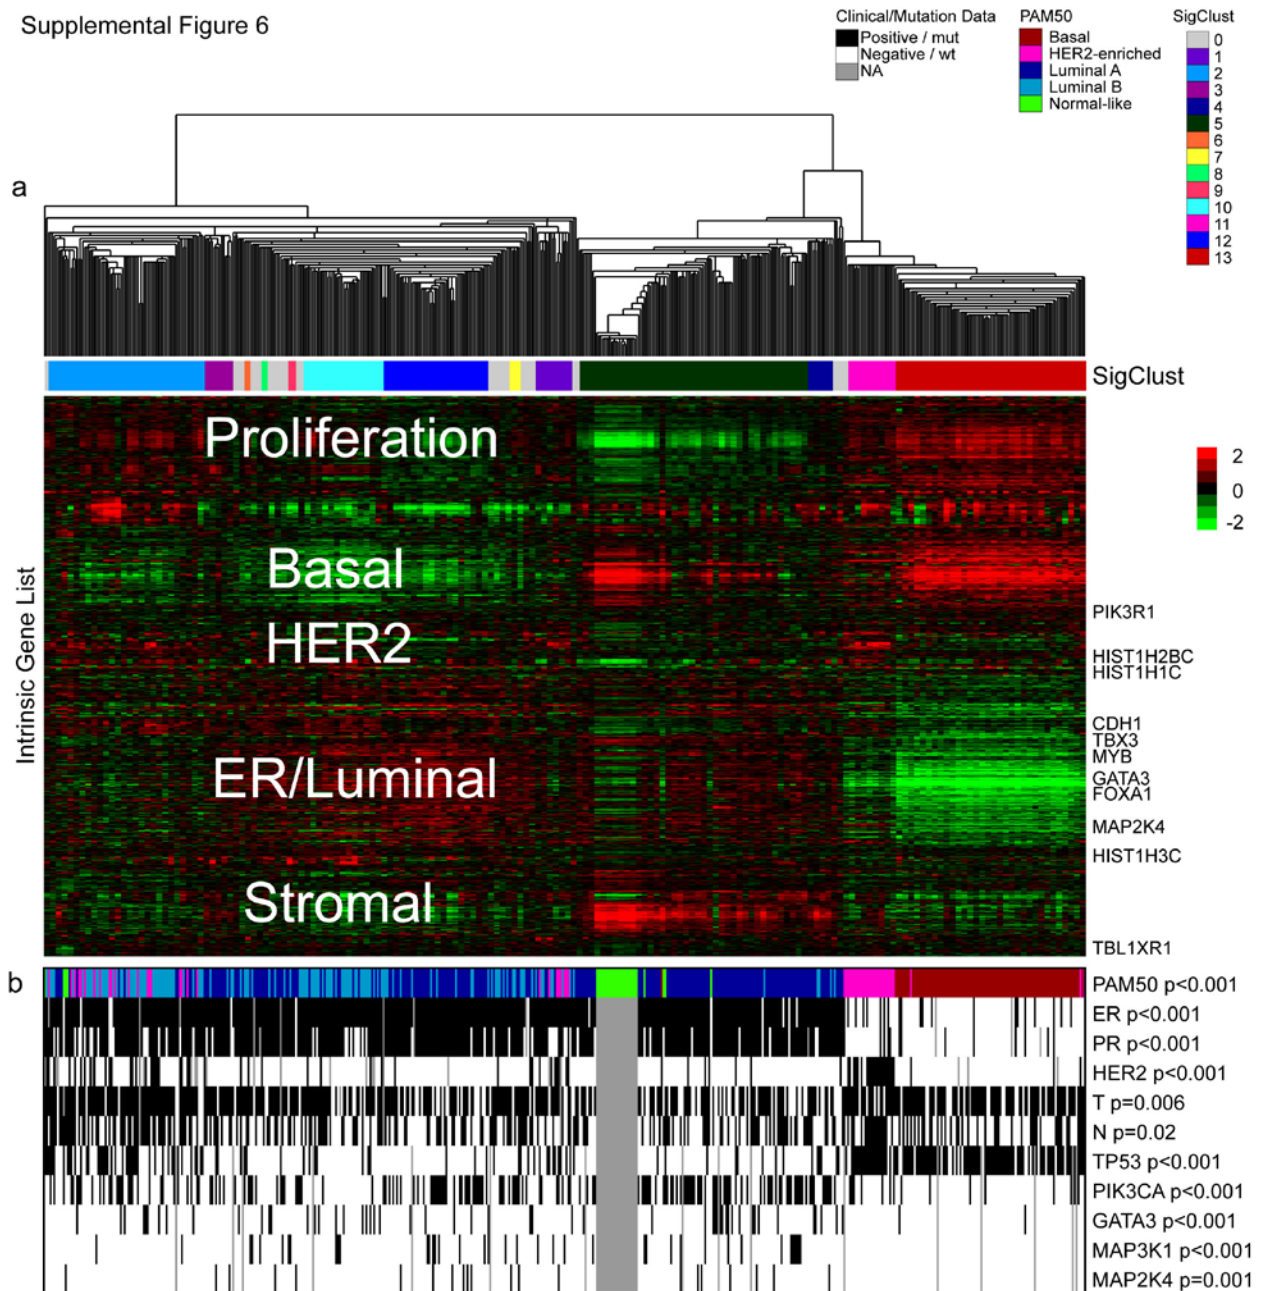 Supplemental Figure 6
Clinical/Mutation Data
Positive / mut
Negative / wt
NA
PAM50
Basal
HER2-enriched
Luminal A
Luminal B
Normal-like
SigClust
0
1
2
3
4
5
6
7
8
9
10
11
12
13
a
SigClust
Proliferation
Basal
HER2
ER/Luminal
Stromal
Intrinsic Gene List
2
0
-2
PIK3R1
HIST1H2BC
HIST1H1C
CDH1
TBX3
MYB
GATA3
FOXA1
MAP2K4
HIST1H3C
TBL1XR1
b
PAM50 p<0.001
ER p<0.001
PR p<0.001
HER2 p<0.001
T p=0.006
N p=0.02
TP53 p<0.001
PIK3CA p<0.001
GATA3 p<0.001
MAP3K1 p<0.001
MAP2K4 p=0.001